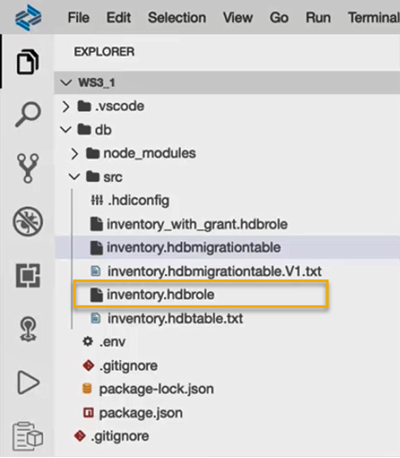 File Edit Selection View Go Run Terminal
EXPLORER
WS3_1
.vscode
db
node_modules
src
.hdiconfig
inventory_with_grant.hdbrole
inventory.hdbmigrationtable
inventory.hdbmigrationtable.V1.txt
inventory.hdbrole
inventory.hdbtable.txt
.env
.gitignore
package-lock.json
package.json
.gitignore